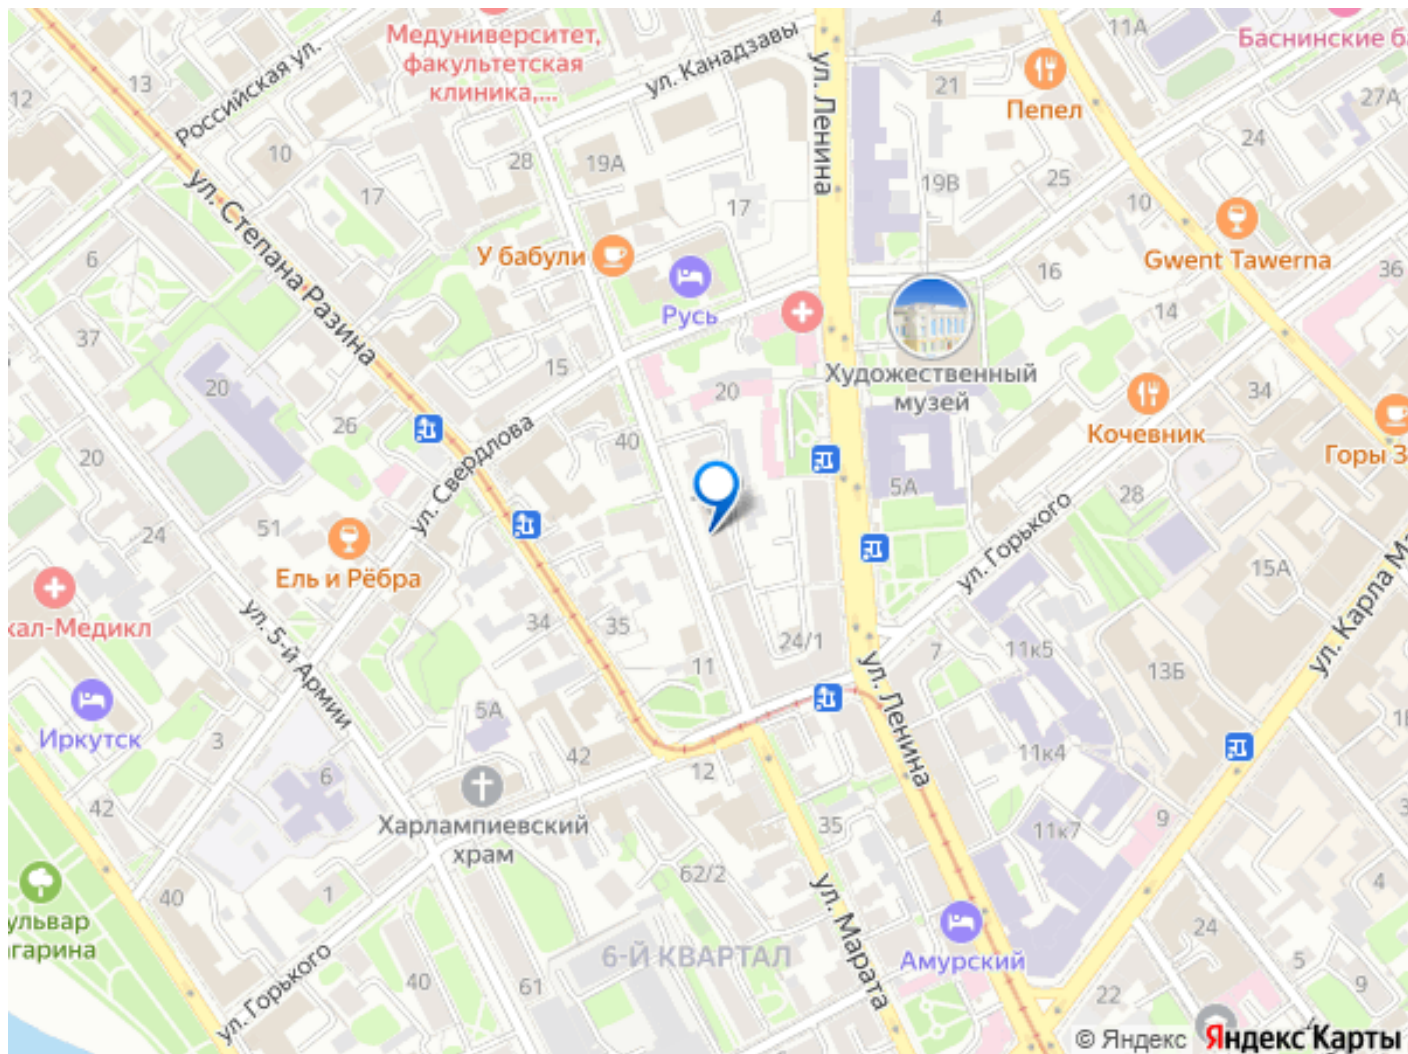 4
11А
Баснинские б
Медуниверситет,
факультетская
клиника,...
ул. Канадзавы
ул. Ленина
13
12
Российская ул.
21
Пепел
27А
24
10
28
19А
17
19В
25
17
10
ул. Степана Разина
У бабули
Русь
Gwent Tawerna
6
16
36
14
37
Художественный
музей
15
20
20
34
Кочевник
26
40
Горы З
ул. Свердлова
20
5А
28
51
24
ул. Горького
Ель и Рёбра
15А
кал-Медикл
ул. 5-й Армии
34
35
24/1
7
11к5
13Б
ул. Карла Ма
11
ул. Ленина
5А
Иркутск
3
42
12
11к4
6
42
Харлампиевский
храм
35
11к7
9
40
1
62/2
4
ульвар
агарина
ул. Марата
24
6-Й КВАРТАЛ
Амурский
ул. Горького
40
61
22
5
9
© Яндекс Яндекс Карты